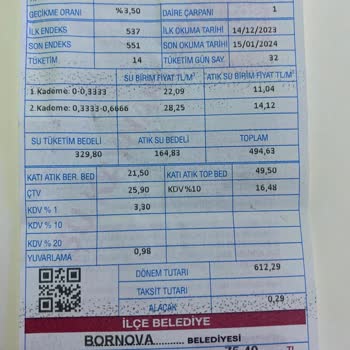 GECİKME ORANI %3,50 DAİRE ÇARPANI 1
İLK ENDEKS 537 İLK OKUMA TARİHİ 14/12/2023
SON ENDEKS 551 SON OKUMA TARİHİ 15/01/2024
TÜKETİM 14 TÜKETİM GÜN SAY. 32
SU BİRİM FİYAT TL/M³ ATIK SU BİRİM FİYAT TL/M³
1 Kademe: 0-0,3333 22,09 11,04
2 Kademe: 0,3333-0,6666 28,25 14,12
SU TÜKETİM BEDELİ ATIK SU BEDELİ TOPLAM
329,80 164,83 494,63
KATI ATIK BER. BED 21,50 KATI ATIK TOP BED 49,50
ÇTV 25,90 KDV %10 16,48
KDV % 1 3,30
KDV % 10
KDV % 20
YUVARLAMA 0,98
DÖNEM TUTARI 612,29
TAKSİT TUTARI
ALACAK 0,29
İLÇE BELEDİYE
BORNOVA.......... BELEDİYESİ